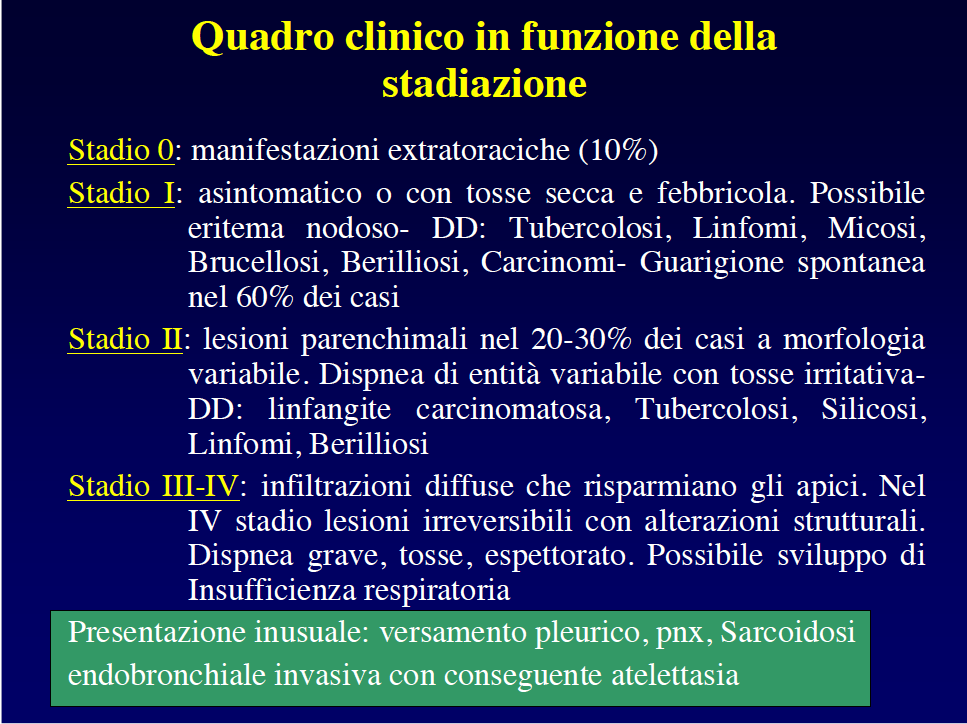 Quadro clinico in funzione della
stadiazione
Stadio 0: manifestazioni extratoraciche (10%)
Stadio I: asintomatico o con tosse secca e febbricola. Possibile
eritema nodoso- DD: Tubercolosi, Linfomi, Micosi,
Brucellosi, Berilliosi, Carcinomi- Guarigione spontanea
nel 60% dei casi
Stadio II: lesioni parenchimali nel 20-30% dei casi a morfologia
variabile. Dispnea di entità variabile con tosse irritativa-
DD: linfangite carcinomatosa, Tubercolosi, Silicosi,
Linfomi, Berilliosi
Stadio III-IV: infiltrazioni diffuse che risparmiano gli apici. Nel
IV stadio lesioni irreversibili con alterazioni strutturali.
Dispnea grave, tosse, espettorato. Possibile sviluppo di
Insufficienza respiratoria
Presentazione inusuale: versamento pleurico, pnx, Sarcoidosi
endobronchiale invasiva con conseguente atelettasia